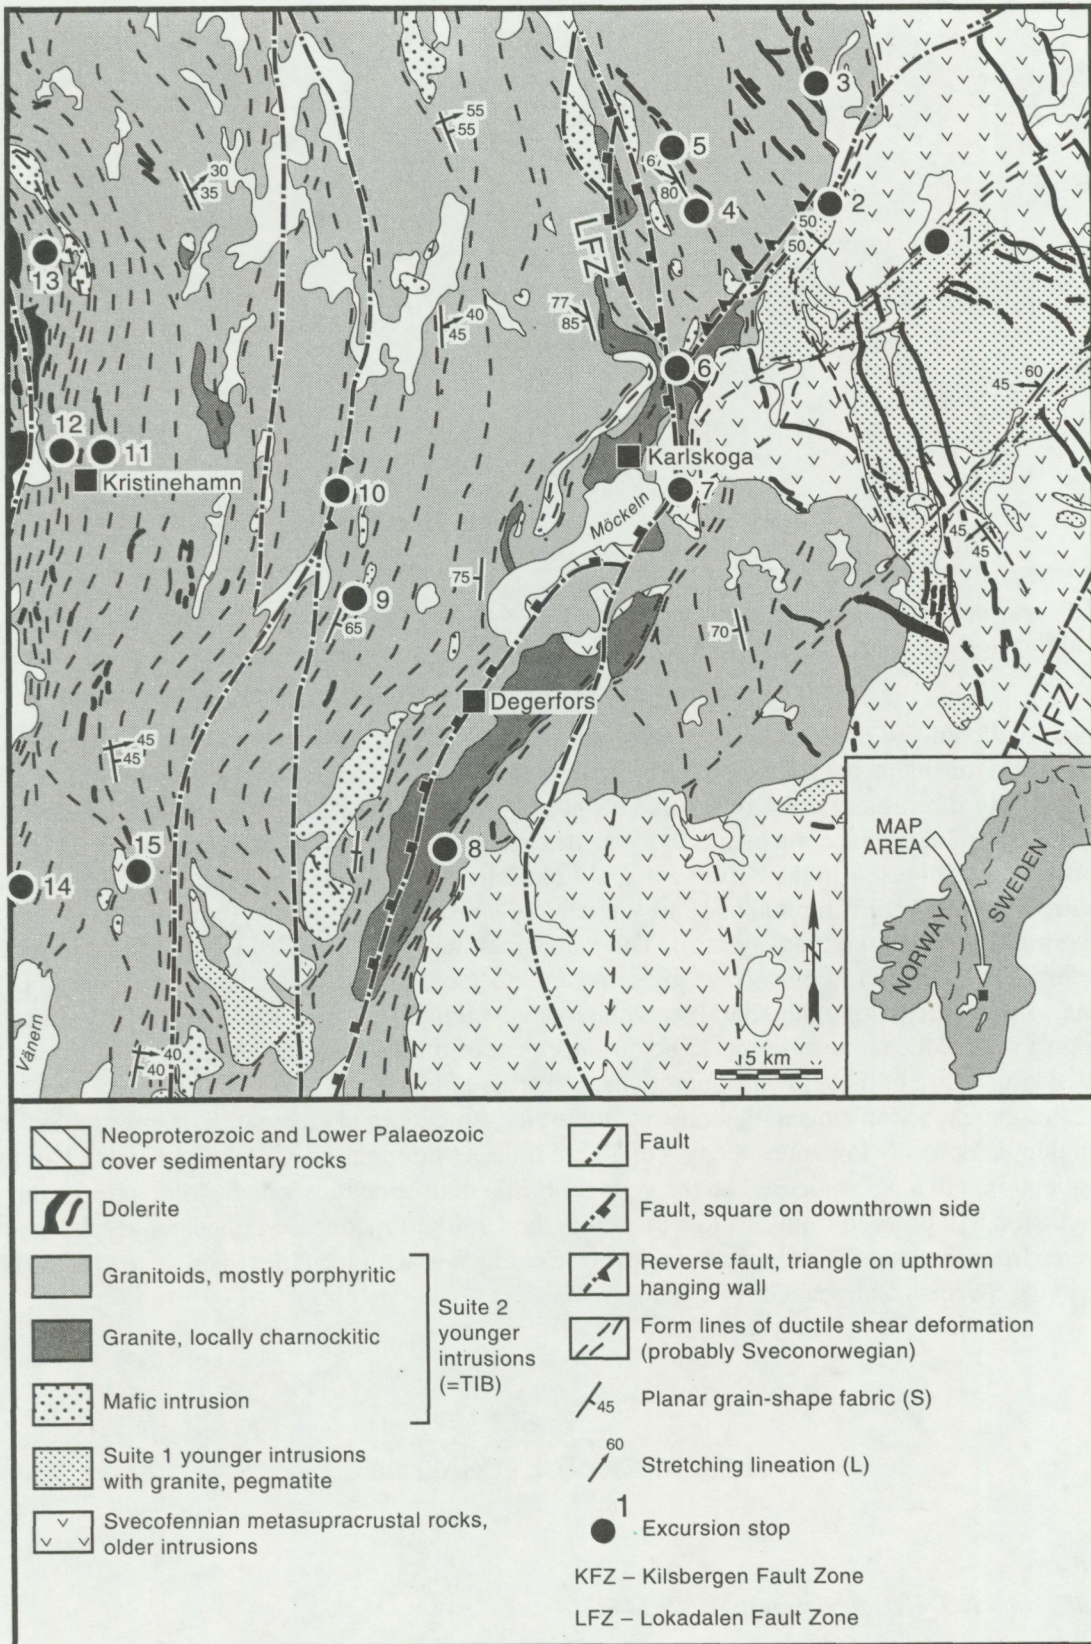 55
55
30
35
3
5
67
80
4
50
2
50
1
LFZ
13
77
85
40
45
6
60
45
12
11
Kristinehamn
Karlskoga
10
7
Möckeln
45
45
75
9
65
70
Degerfors
KFZ
45
45
15
14
8
MAP
AREA
SWEDEN
NORWAY
N
Vänern
40
40
5 km
Neoproterozoic and Lower Palaeozoic
cover sedimentary rocks
Dolerite
Granitoids, mostly porphyritic
Granite, locally charnockitic
Mafic intrusion
Suite 2
younger
intrusions
(=TIB)
Suite 1 younger intrusions
with granite, pegmatite
Svecofennian metasupracrustal rocks,
older intrusions
Fault
Fault, square on downthrown side
Reverse fault, triangle on upthrown
hanging wall
Form lines of ductile shear deformation
(probably Sveconorwegian)
45
Planar grain-shape fabric (S)
60
Stretching lineation (L)
1
Excursion stop
KFZ – Kilsbergen Fault Zone
LFZ – Lokadalen Fault Zone